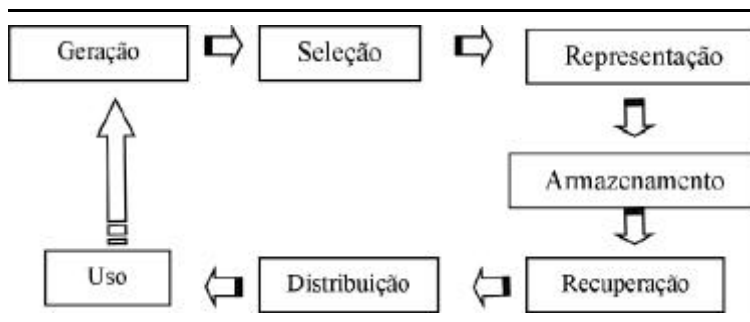 Geração
Seleção
Representação
Armazenamento
Recuperação
Distribuição
Uso